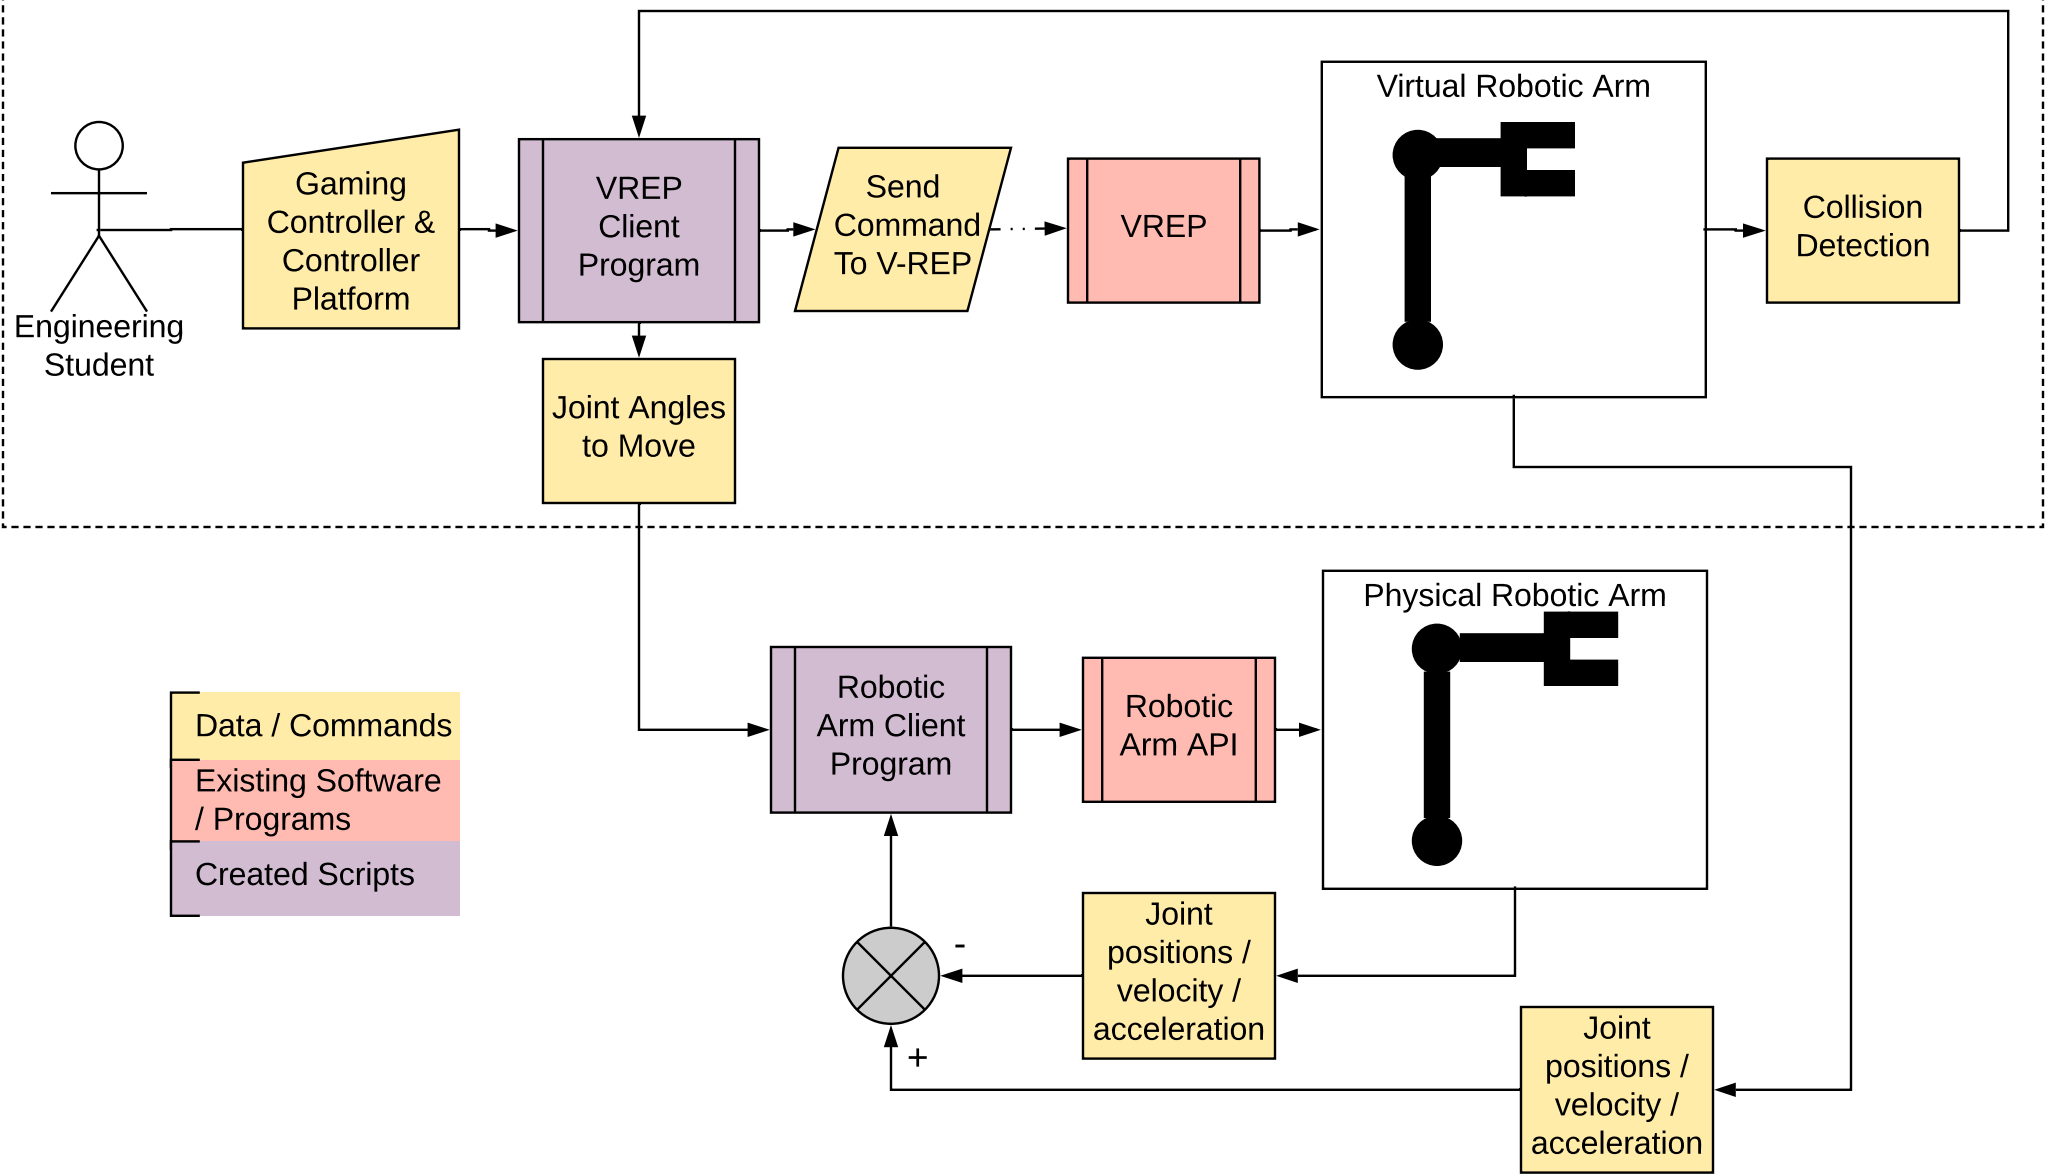 Virtual Robotic Arm
Gaming
Controller &
Controller
Platform
VREP
Client
Program
Send
Command
To V-REP
VREP
Collision
Detection
Engineering
Student
Joint Angles
to Move
Physical Robotic Arm
Robotic
Arm Client
Program
Robotic
Arm API
Data / Commands
Existing Software
/ Programs
Created Scripts
Joint
positions /
velocity /
acceleration
-
+
Joint
positions /
velocity /
acceleration